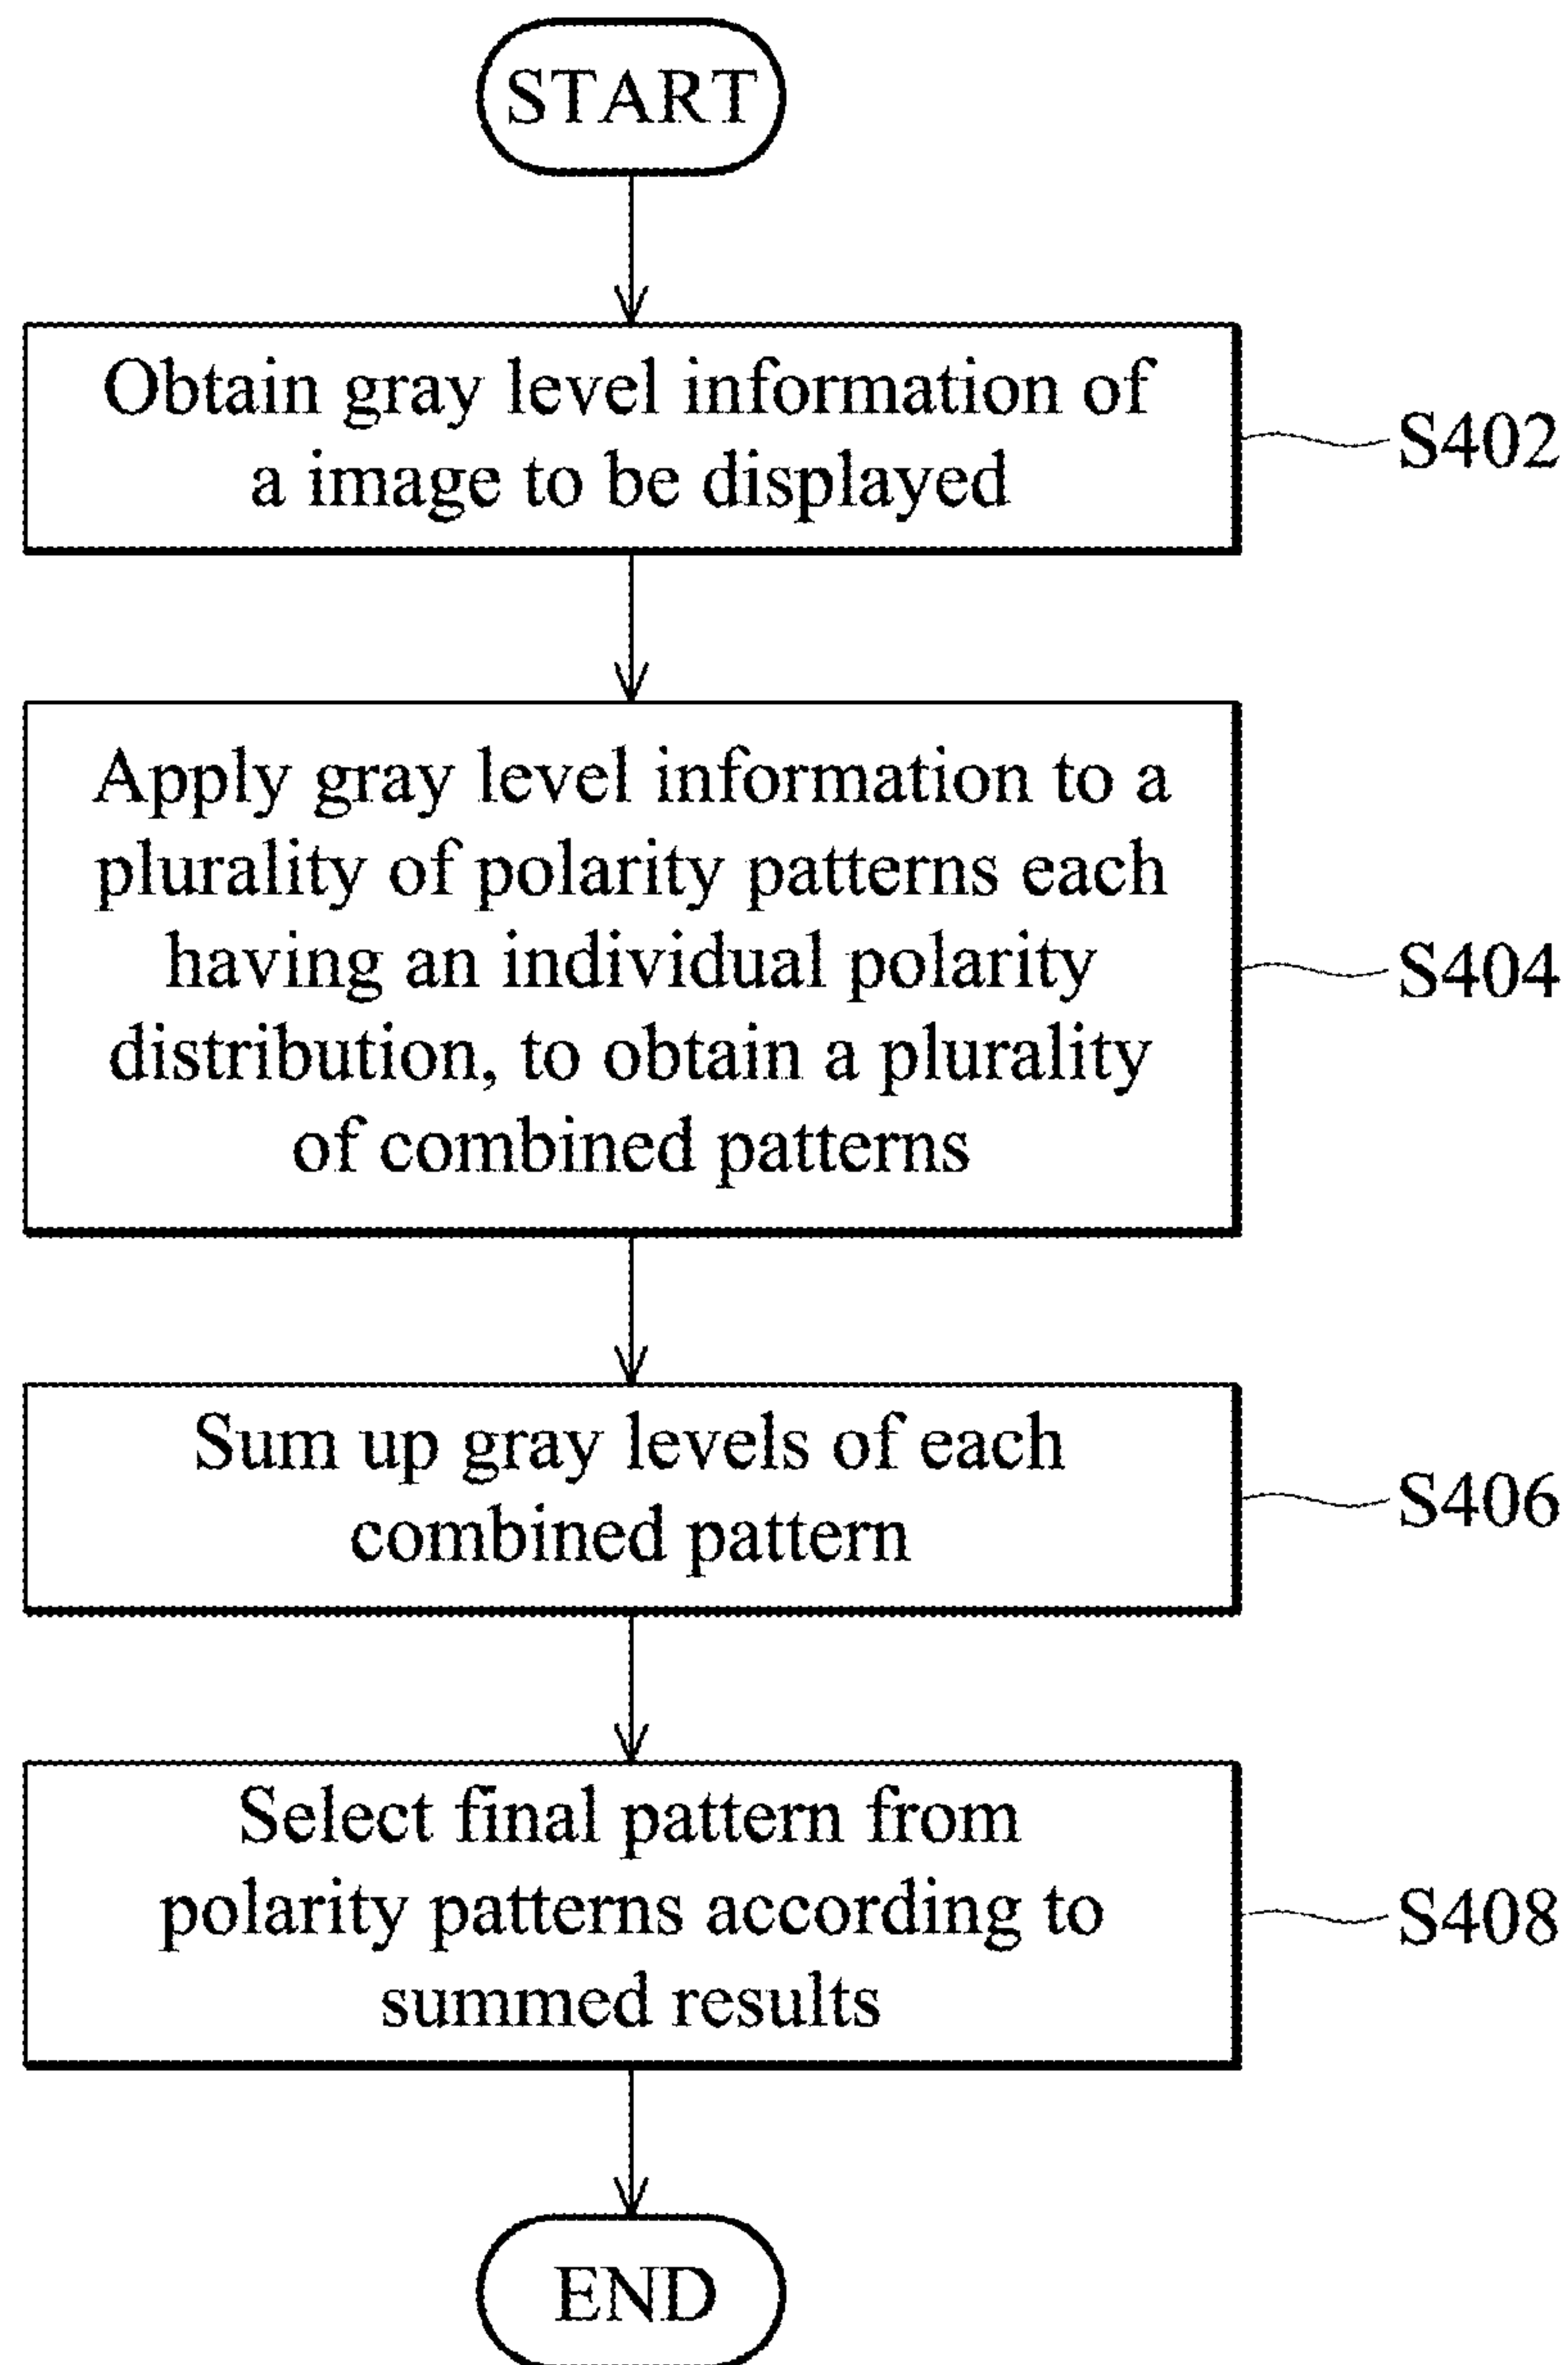 START
Obtain gray level information of
a image to be displayed
S402
Apply gray level information to a
plurality of polarity patterns each
having an individual polarity
distribution, to obtain a plurality
of combined patterns
S404
Sum up gray levels of each
combined pattern
S406
Select final pattern from
polarity patterns according to
summed results
S408
END